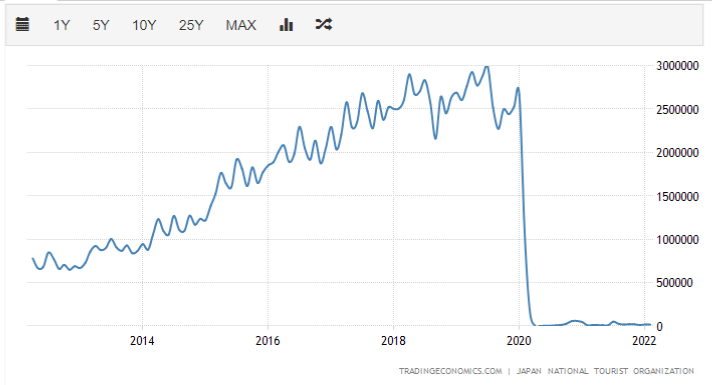 1Y 5Y 10Y 25Y MAX
3000000
2500000
2000000
1500000
1000000
500000
0
2014 2016 2018 2020 2022
TRADINGECONOMICS.COM | JAPAN NATIONAL TOURIST ORGANIZATION